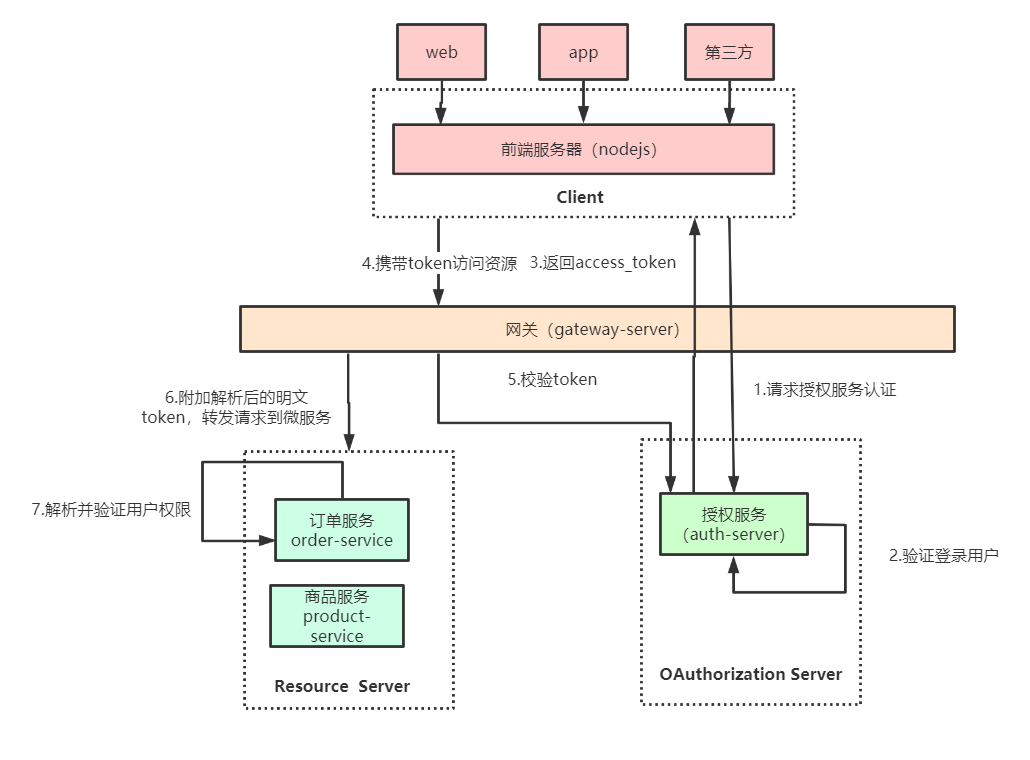 web
app
第三方
前端服务器（nodejs）
Client
4.携带token访问资源
3.返回access_token
网关（gateway-server）
5.校验token
1.请求授权服务认证
6.附加解析后的明文
token，转发请求到微服务
7.解析并验证用户权限
订单服务
order-service
授权服务
（auth-server）
2.验证登录用户
商品服务
product-
service
Resource Server
OAuthorization Server